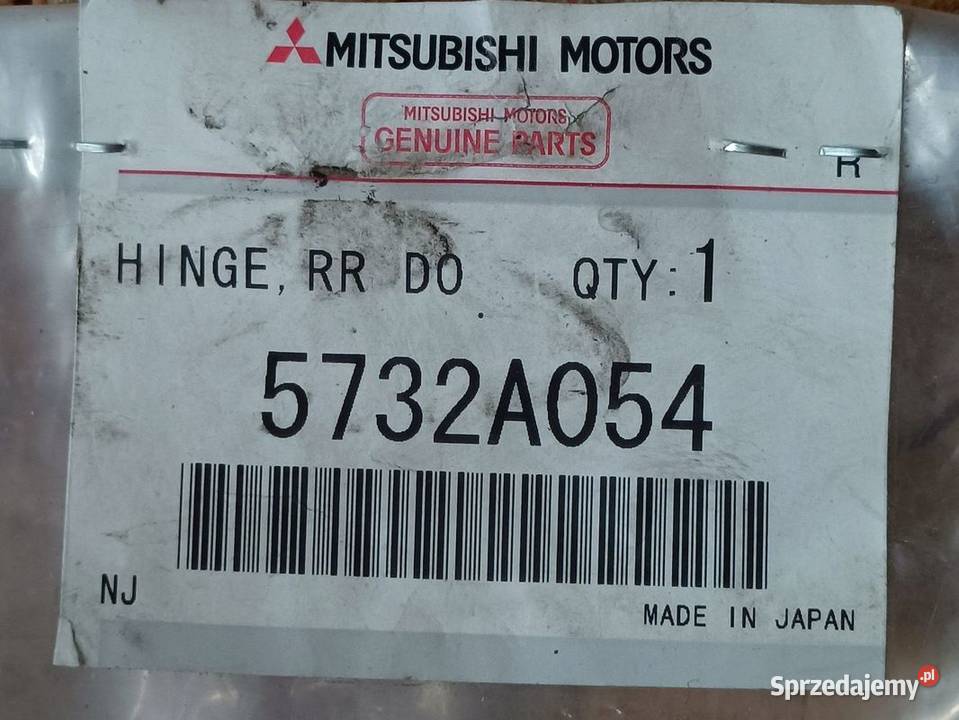 MITSUBISHI MOTORS
MITSUBISHI MOTORS
GENUINE PARTS
R
HINGE, RR DO QTY: 1
5732A054
NJ
MADE IN JAPAN
Sprzedajemy.pl